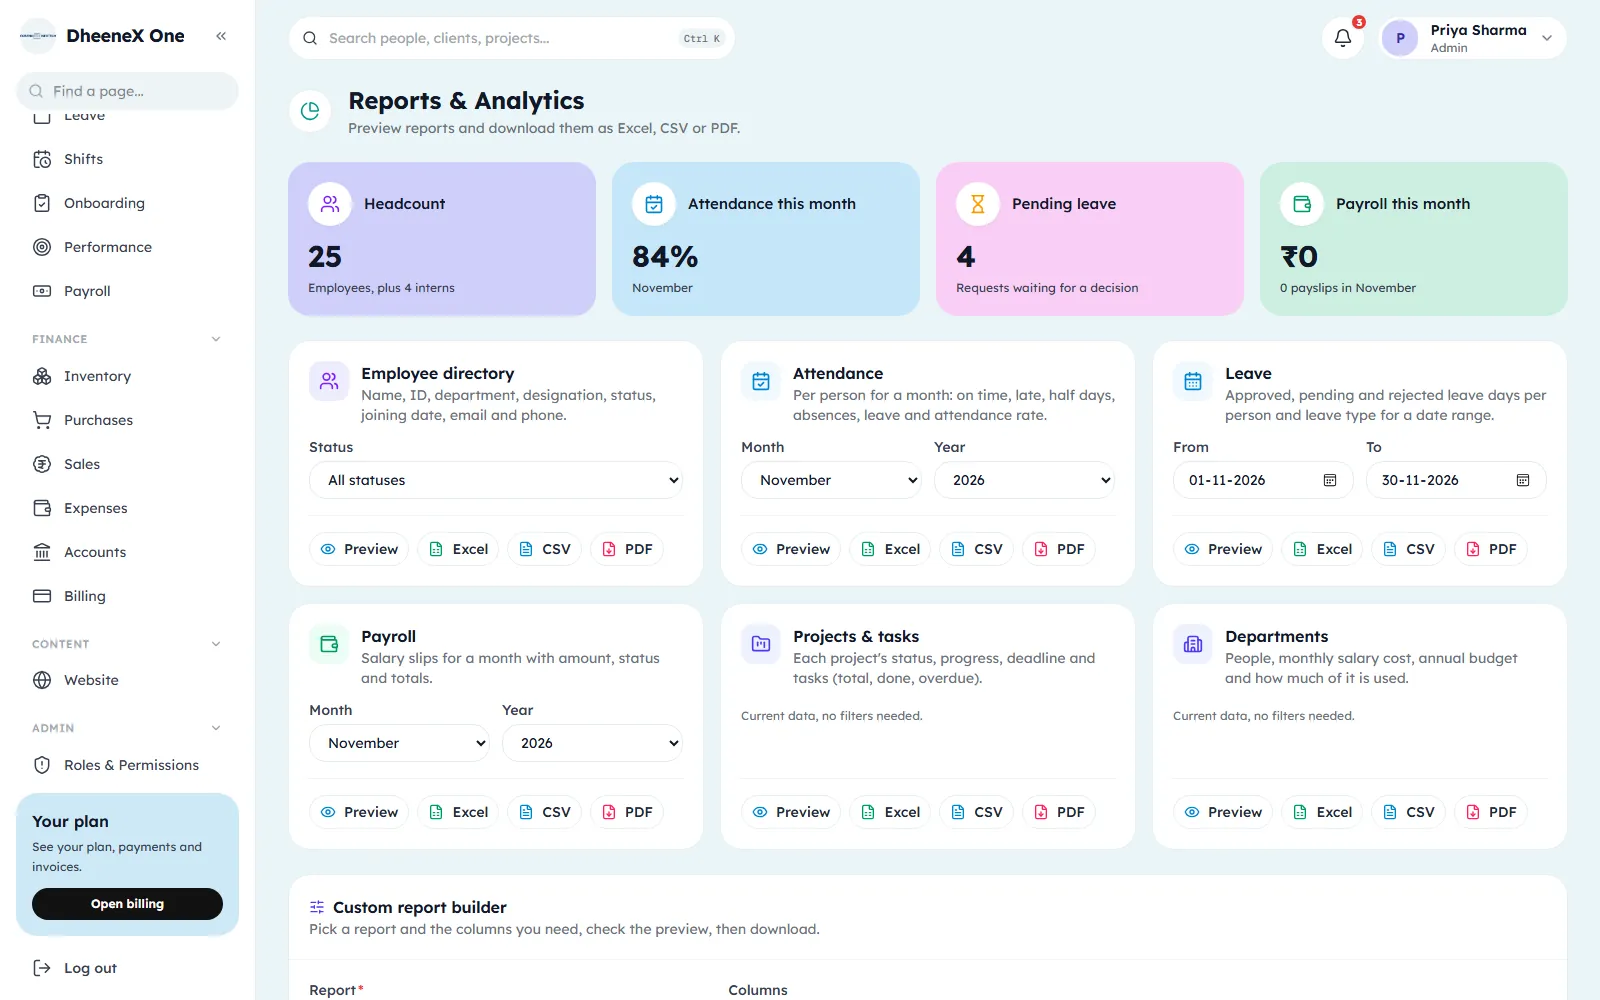 DheeneX One
Find a page...
Leave
Shifts
Onboarding
Performance
Payroll
FINANCE
Inventory
Purchases
Sales
Expenses
Accounts
Billing
CONTENT
Website
ADMIN
Roles & Permissions
Your plan
See your plan, payments and
invoices.
Open billing
Log out
Search people, clients, projects...
Ctrl K
3
P
Priya Sharma
Admin
Reports & Analytics
Preview reports and download them as Excel, CSV or PDF.
Headcount
25
Employees, plus 4 interns
Attendance this month
84%
November
Pending leave
4
Requests waiting for a decision
Payroll this month
₹0
0 payslips in November
Employee directory
Name, ID, department, designation, status,
joining date, email and phone.
Status
All statuses
Preview Excel CSV PDF
Attendance
Per person for a month: on time, late, half days,
absences, leave and attendance rate.
Month Year
November 2026
Preview Excel CSV PDF
Leave
Approved, pending and rejected leave days per
person and leave type for a date range.
From To
01-11-2026 30-11-2026
Preview Excel CSV PDF
Payroll
Salary slips for a month with amount, status
and totals.
Month Year
November 2026
Preview Excel CSV PDF
Projects & tasks
Each project's status, progress, deadline and
tasks (total, done, overdue).
Current data, no filters needed.
Preview Excel CSV PDF
Departments
People, monthly salary cost, annual budget
and how much of it is used.
Current data, no filters needed.
Preview Excel CSV PDF
Custom report builder
Pick a report and the columns you need, check the preview, then download.
Report* Columns